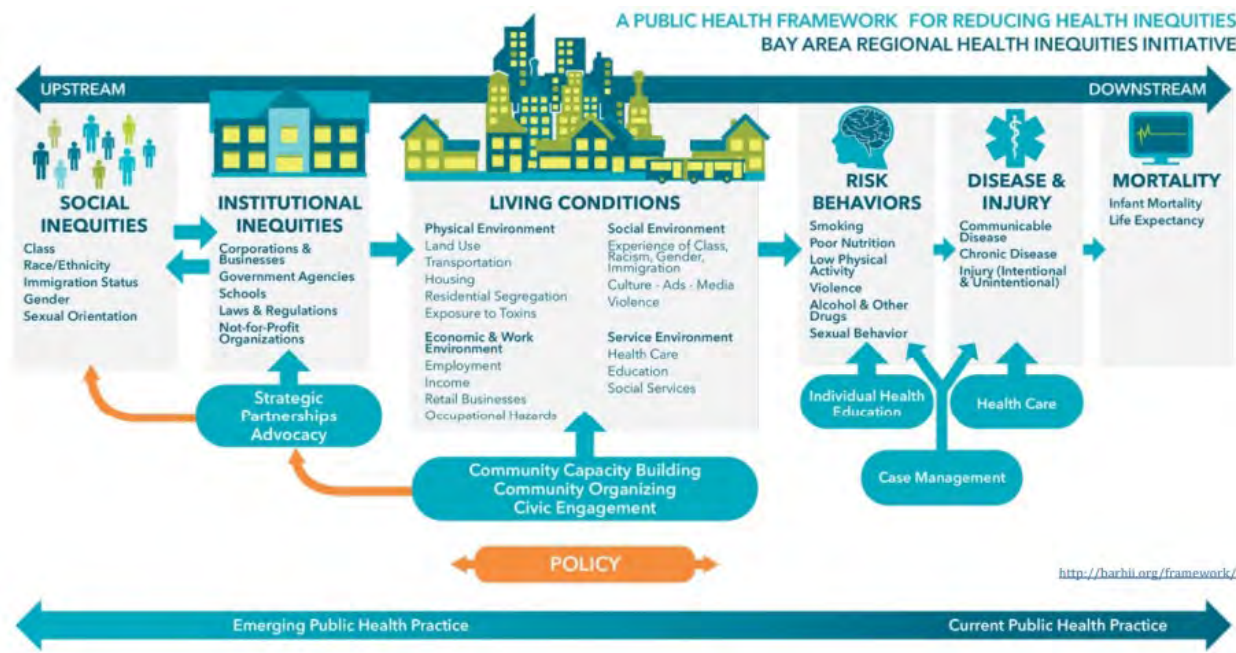 A PUBLIC HEALTH FRAMEWORK FOR REDUCING HEALTH INEQUITIES
BAY AREA REGIONAL HEALTH INEQUITIES INITIATIVE
UPSTREAM
DOWNSTREAM
SOCIAL
INEQUITIES
Class
Race/Ethnicity
Immigration Status
Gender
Sexual Orientation
INSTITUTIONAL
INEQUITIES
Corporations &
Businesses
Government Agencies
Schools
Laws & Regulations
Not-for-Profit
Organizations
LIVING CONDITIONS
Physical Environment
Land Use
Transportation
Housing
Residential Segregation
Exposure to Toxins
Economic & Work
Environment
Employment
Income
Retail Businesses
Occupational Hazards
Social Environment
Experience of Class,
Racism, Gender,
Immigration
Culture - Ads - Media
Violence
Service Environment
Health Care
Education
Social Services
RISK
BEHAVIORS
Smoking
Poor Nutrition
Low Physical
Activity
Violence
Alcohol & Other
Drugs
Sexual Behavior
DISEASE &
INJURY
Communicable
Disease
Chronic Disease
Injury (Intentional
& Unintentional)
MORTALITY
Infant Mortality
Life Expectancy
Strategic
Partnerships
Advocacy
Community Capacity Building
Community Organizing
Civic Engagement
Individual Health
Education
Health Care
Case Management
POLICY
http://barhii.org/framework/
Emerging Public Health Practice
Current Public Health Practice